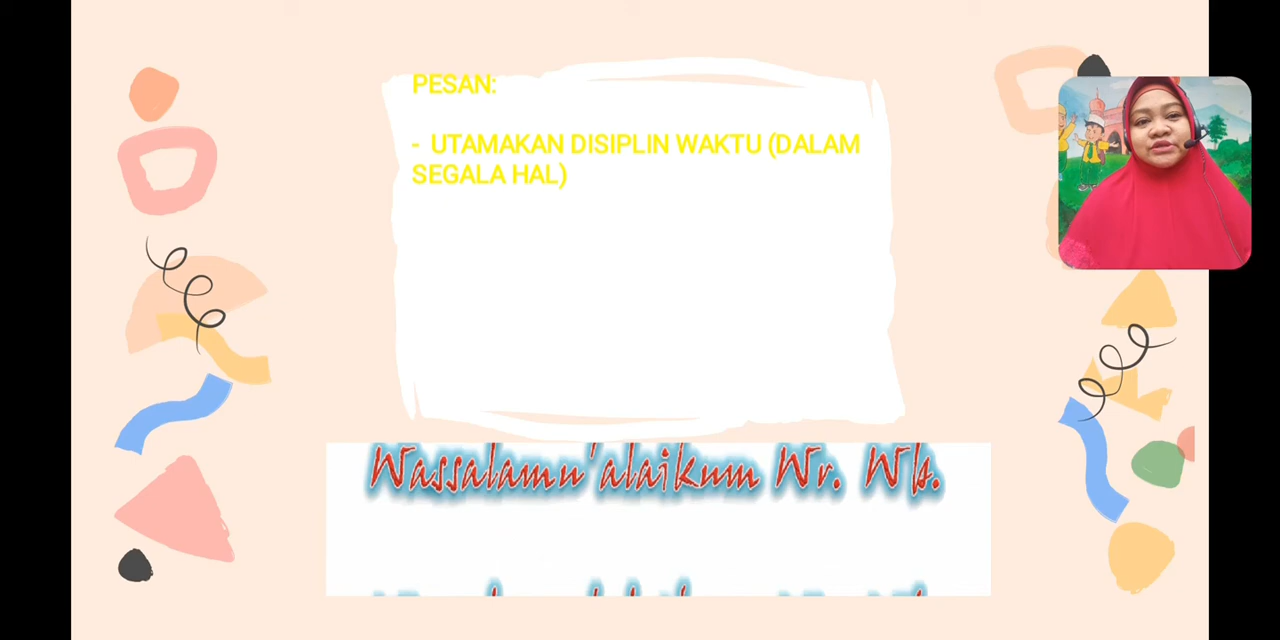 PESAN:
- UTAMAKAN DISIPLIN WAKTU (DALAM
SEGALA HAL)
Wassalamu'alaikum Wr. Wb.